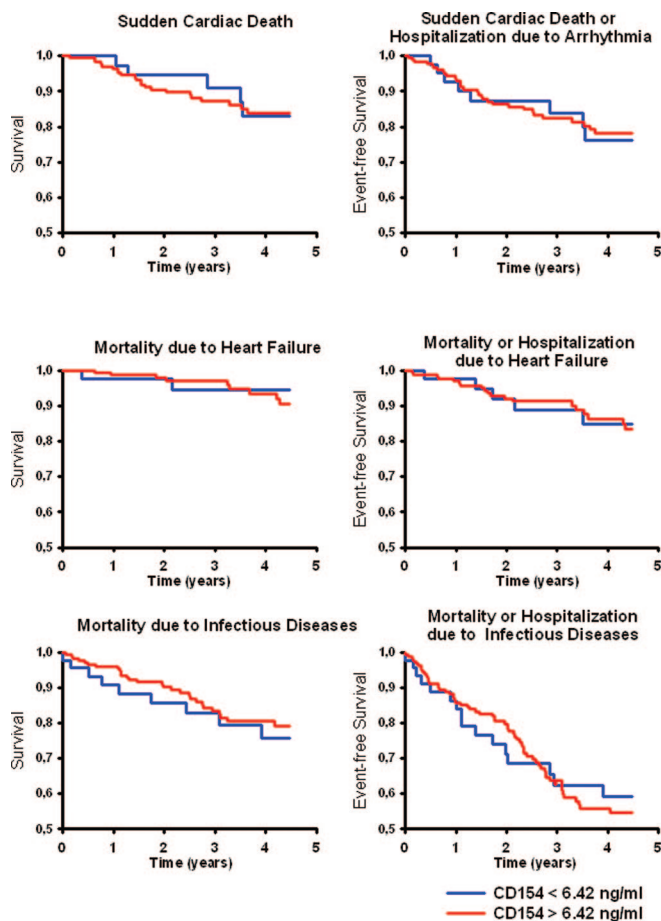 Sudden Cardiac Death
Survival
1,0
0,9
0,8
0,7
0,6
0,5
0 1 2 3 4 5
Time (years)
Sudden Cardiac Death or
Hospitalization due to Arrhythmia
Event-free Survival
1,0
0,9
0,8
0,7
0,6
0,5
0 1 2 3 4 5
Time (years)
Mortality due to Heart Failure
Survival
1,0
0,9
0,8
0,7
0,6
0,5
0 1 2 3 4 5
Time (years)
Mortality or Hospitalization
due to Heart Failure
Event-free Survival
1,0
0,9
0,8
0,7
0,6
0,5
0 1 2 3 4 5
Time (years)
Mortality due to Infectious Diseases
Survival
1,0
0,9
0,8
0,7
0,6
0,5
0 1 2 3 4 5
Time (years)
Mortality or Hospitalization
due to Infectious Diseases
Event-free Survival
1,0
0,9
0,8
0,7
0,6
0,5
0 1 2 3 4 5
Time (years)
CD154 < 6.42 ng/ml
CD154 > 6.42 ng/ml